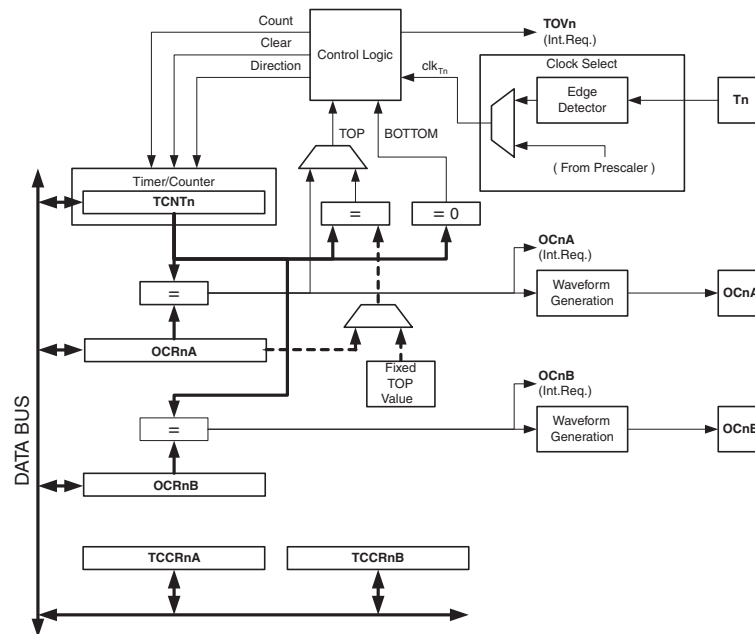 Count
Clear
Direction
Control Logic
TOVn
(Int.Req.)
clkTn
Clock Select
Edge
Detector
Tn
( From Prescaler )
TOP
BOTTOM
Timer/Counter
TCNTn
=
= 0
OCnA
(Int.Req.)
=
Waveform
Generation
OCnA
OCRnA
Fixed
TOP
Value
OCnB
(Int.Req.)
=
Waveform
Generation
OCnB
OCRnB
DATA BUS
TCCRnA
TCCRnB